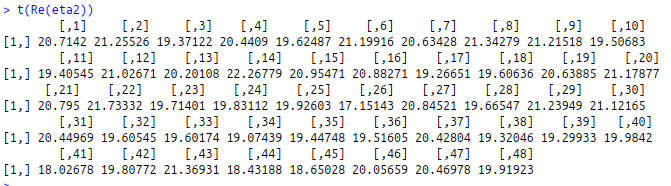 > t(Re(eta2))
[,1] [,2] [,3] [,4] [,5] [,6] [,7] [,8] [,9] [,10]
[1,] 20.7142 21.25526 19.37122 20.4409 19.62487 21.19916 20.63428 21.34279 21.21518 19.50683
[,11] [,12] [,13] [,14] [,15] [,16] [,17] [,18] [,19] [,20]
[1,] 19.40545 21.02671 20.20108 22.26779 20.95471 20.88271 19.26651 19.60636 20.63885 21.17877
[,21] [,22] [,23] [,24] [,25] [,26] [,27] [,28] [,29] [,30]
[1,] 20.795 21.73332 19.71401 19.83112 19.92603 17.15143 20.84521 19.66547 21.23949 21.12165
[,31] [,32] [,33] [,34] [,35] [,36] [,37] [,38] [,39] [,40]
[1,] 20.44969 19.60545 19.60174 19.07439 19.44748 19.51605 20.42804 19.32046 19.29933 19.9842
[,41] [,42] [,43] [,44] [,45] [,46] [,47] [,48]
[1,] 18.02678 19.80772 21.36931 18.43188 18.65028 20.05659 20.46978 19.91923
>